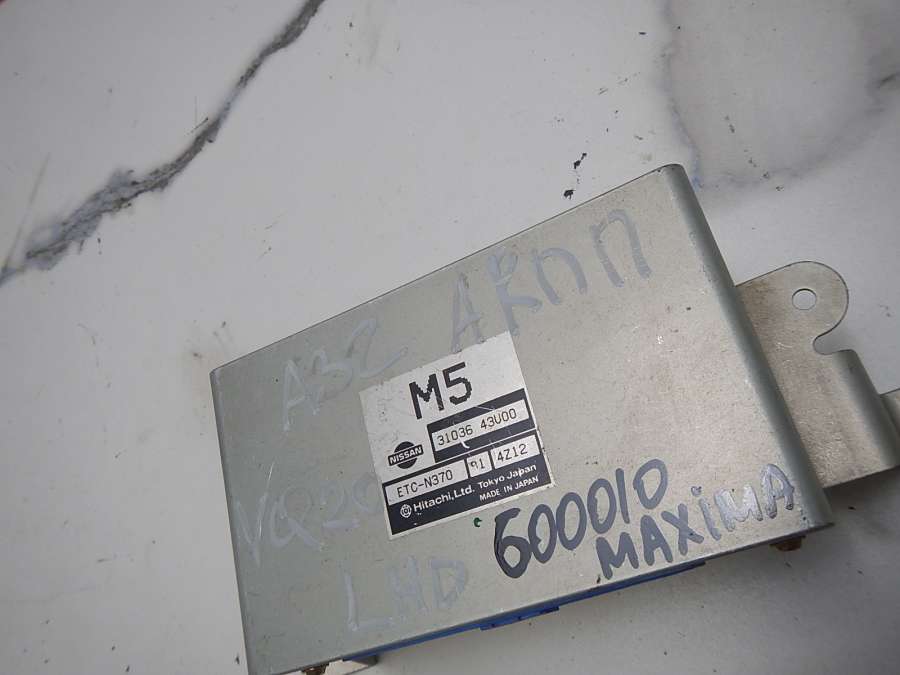 A32 АКПП
M5
NISSAN
31036 43U00
ETC-N370 91 4Z12
Hitachi, Ltd. Tokyo Japan
MADE IN JAPAN
VQ20
LHD
600010
MAXIMA